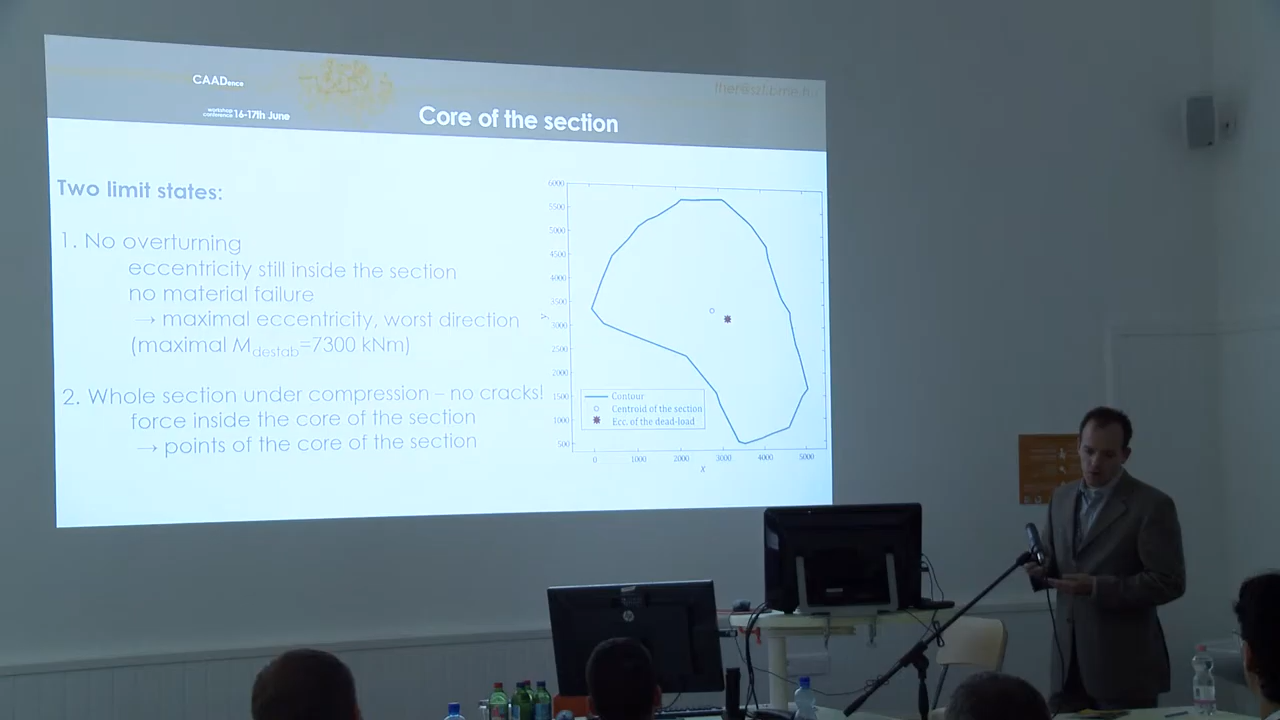 CAADence
workshop
conference 16-17th June
ther@szt.bme.hu
Core of the section
Two limit states:
1. No overturning
eccentricity still inside the section
no material failure
→ maximal eccentricity, worst direction
(maximal Mdestab=7300 kNm)
2. Whole section under compression – no cracks!
force inside the core of the section
→ points of the core of the section
6000
5500
5000
4500
4000
3500
3000
2500
2000
1500
1000
500
y
Contour
Centroid of the section
Ecc. of the dead-load
0 1000 2000 3000 4000 5000
x